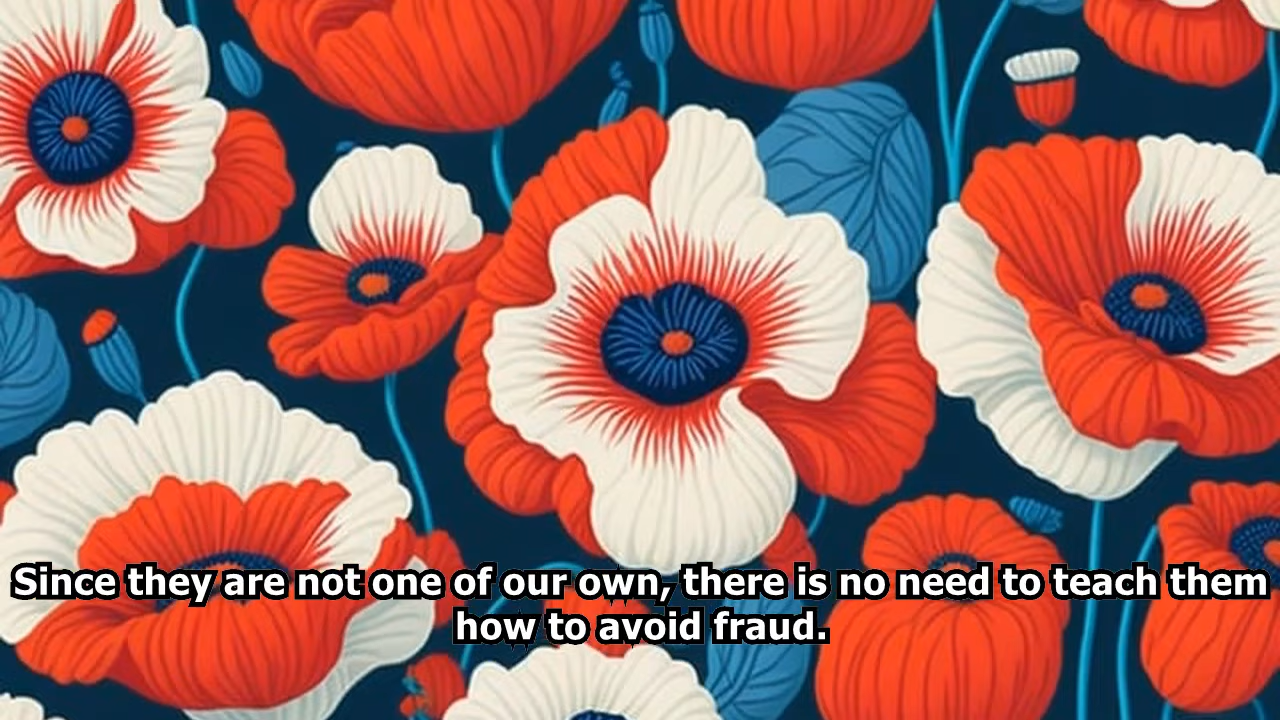 Since they are not one of our own, there is no need to teach them
how to avoid fraud.